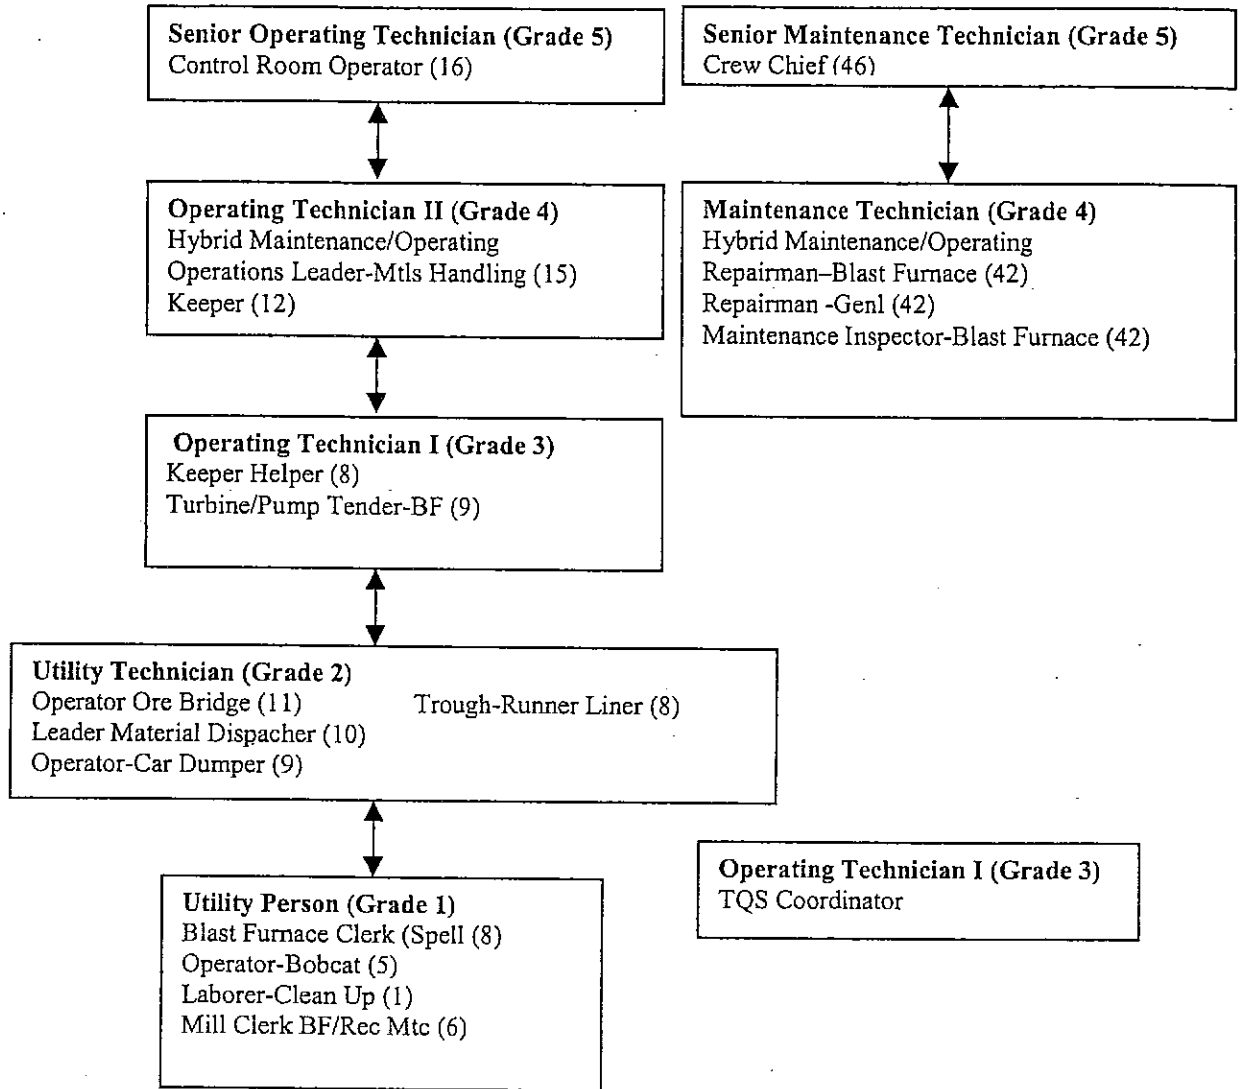 Senior Operating Technician (Grade 5)
Control Room Operator (16)
Senior Maintenance Technician (Grade 5)
Crew Chief (46)
Operating Technician II (Grade 4)
Hybrid Maintenance/Operating
Operations Leader-Mtls Handling (15)
Keeper (12)
Maintenance Technician (Grade 4)
Hybrid Maintenance/Operating
Repairman–Blast Furnace (42)
Repairman -Genl (42)
Maintenance Inspector-Blast Furnace (42)
Operating Technician I (Grade 3)
Keeper Helper (8)
Turbine/Pump Tender-BF (9)
Utility Technician (Grade 2)
Operator Ore Bridge (11) Trough-Runner Liner (8)
Leader Material Dispacher (10)
Operator-Car Dumper (9)
Utility Person (Grade 1)
Blast Furnace Clerk (Spell (8)
Operator-Bobcat (5)
Laborer-Clean Up (1)
Mill Clerk BF/Rec Mtc (6)
Operating Technician I (Grade 3)
TQS Coordinator